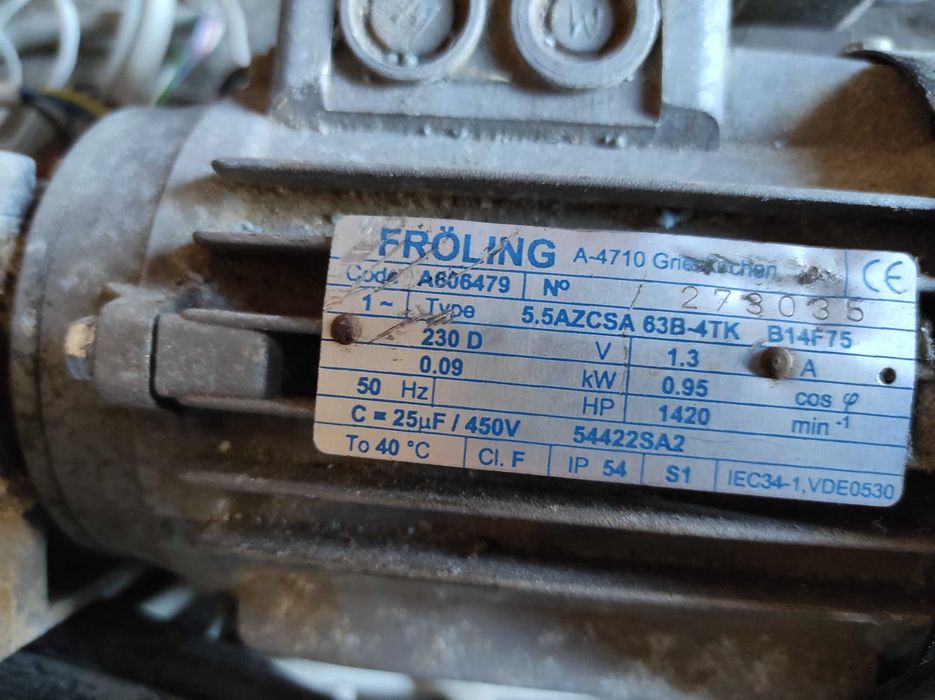 FRÖLING A-4710 Grieskirchen CE
Code A606479 Nº 273035
1 ~ Type 5.5AZCSA 63B-4TK B14F75
230 D V 1.3 A
0.09 kW 0.95 cos φ
50 Hz HP 1420 min -1
C = 25µF / 450V 54422SA2
To 40 °C Cl. F IP 54 S1 IEC34-1,VDE0530